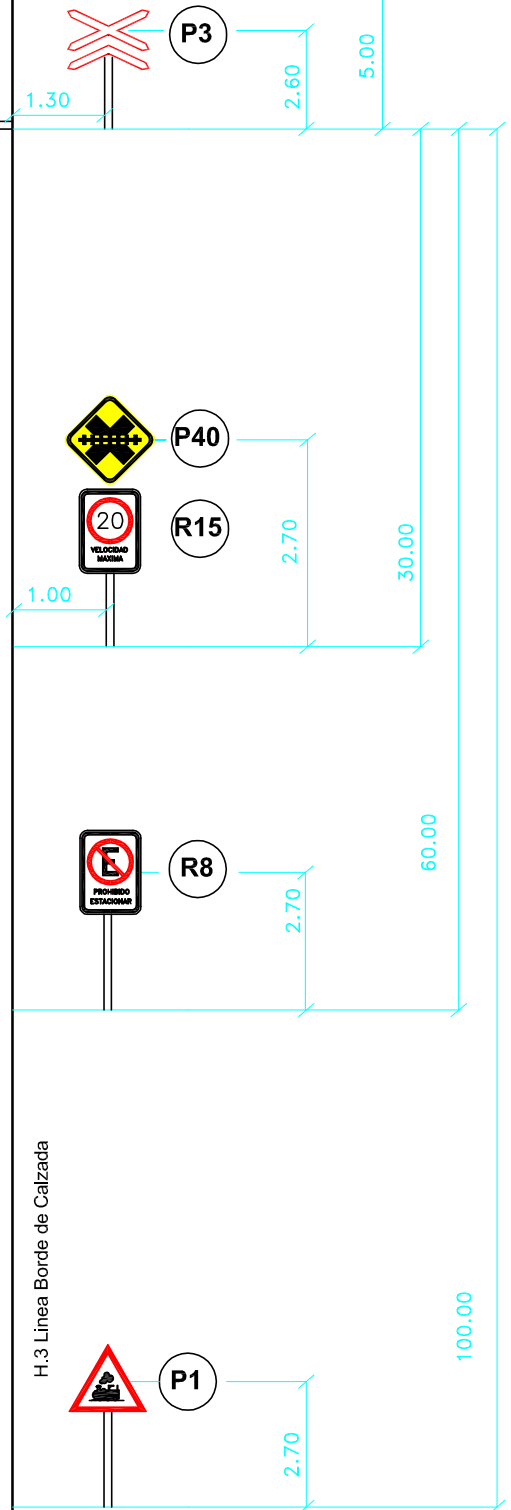 P3
5.00
2.60
1.30
P40
20
VELOCIDAD
MAXIMA
R15
2.70
30.00
1.00
E
PROHIBIDO
ESTACIONAR
R8
60.00
2.70
H.3 Linea Borde de Calzada
100.00
P1
2.70